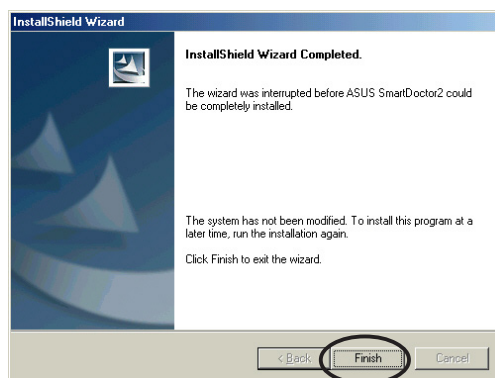 InstallShield Wizard
InstallShield Wizard Completed.
The wizard was interrupted before ASUS SmartDoctor2 could
be completely installed.
The system has not been modified. To install this program at a
later time, run the installation again.
Click Finish to exit the wizard.
< Back
Finish
Cancel